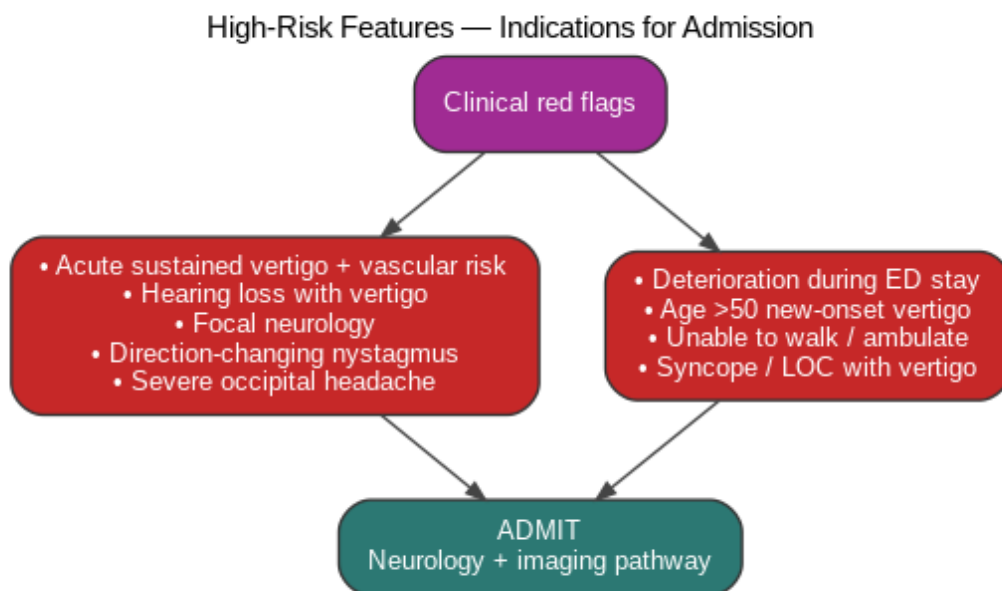 High-Risk Features — Indications for Admission
Clinical red flags
• Acute sustained vertigo + vascular risk
• Hearing loss with vertigo
• Focal neurology
• Direction-changing nystagmus
• Severe occipital headache
• Deterioration during ED stay
• Age >50 new-onset vertigo
• Unable to walk / ambulate
• Syncope / LOC with vertigo
ADMIT
Neurology + imaging pathway